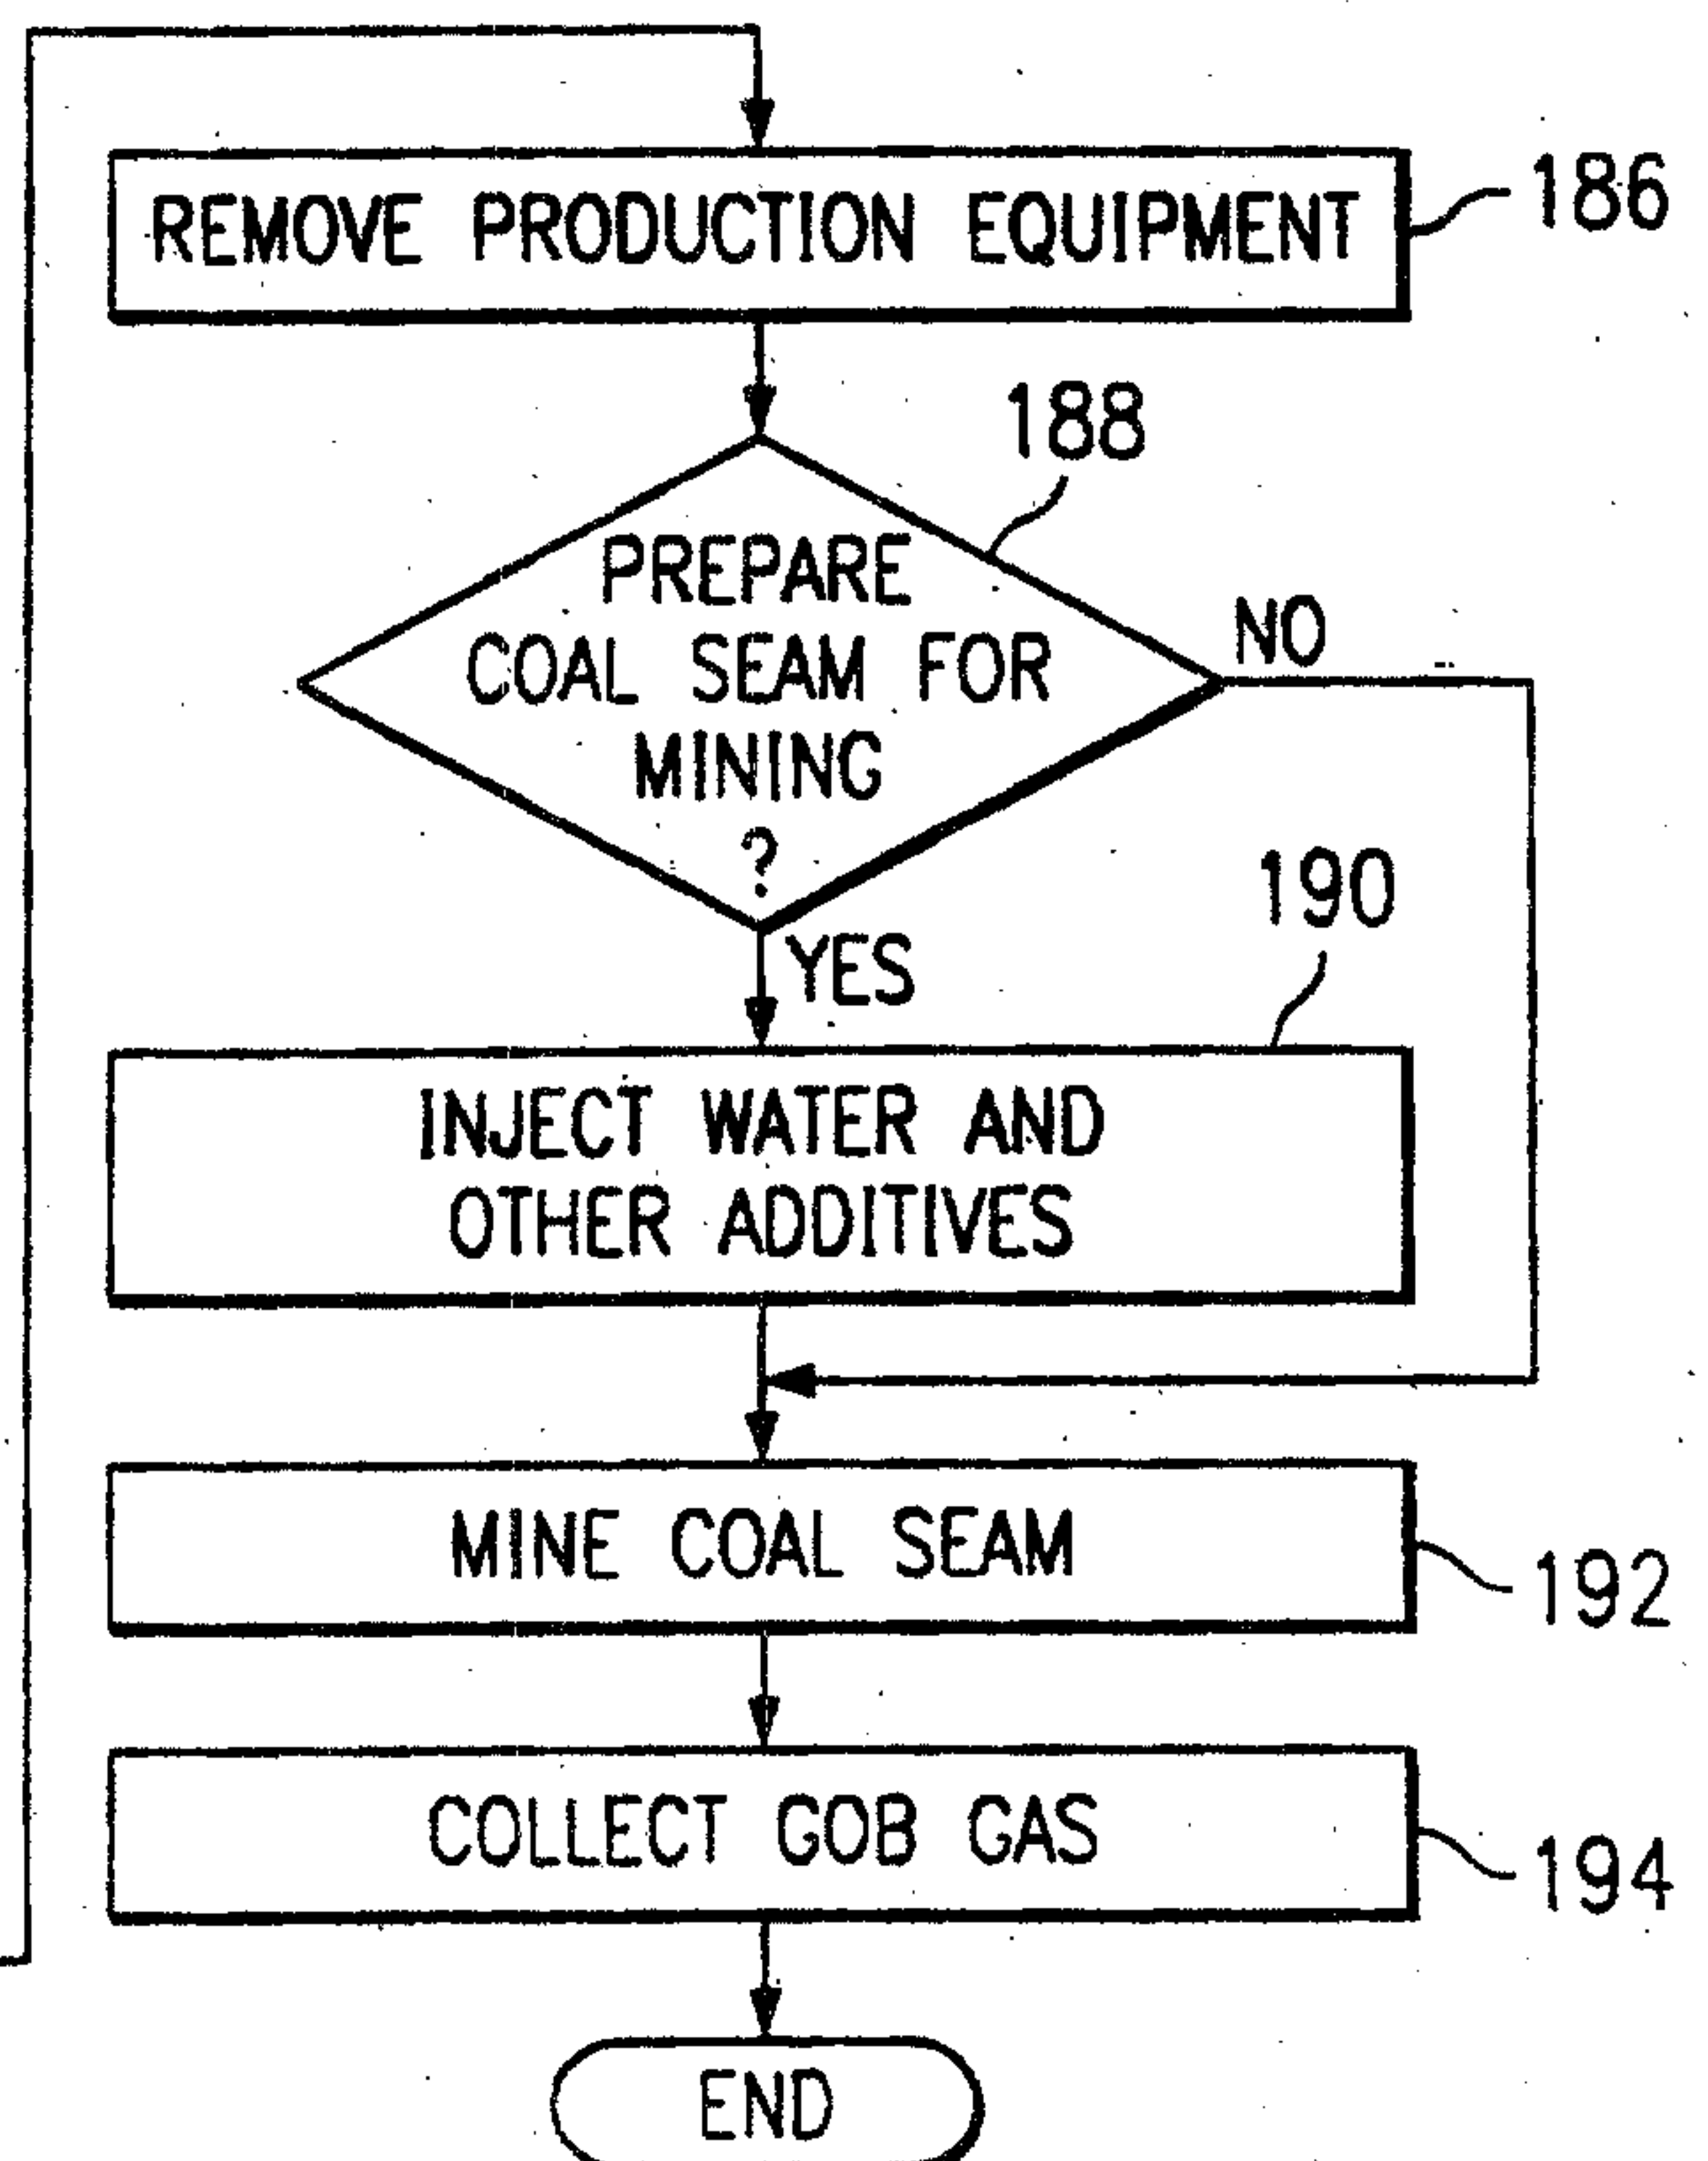 REMOVE PRODUCTION EQUIPMENT
186
188
PREPARE
COAL SEAM FOR
MINING
?
NO
YES
190
INJECT WATER AND
OTHER ADDITIVES
MINE COAL SEAM
192
COLLECT GOB GAS
194
END